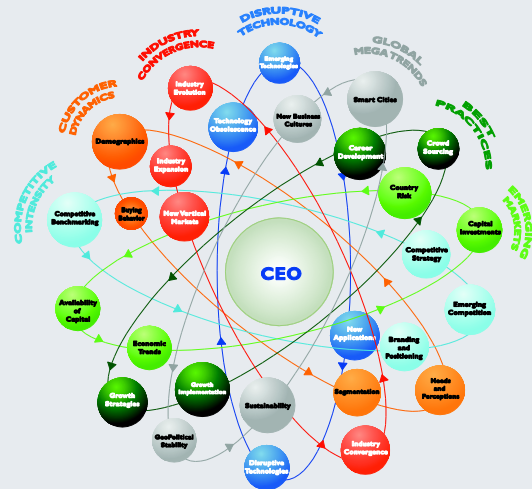 DISRUPTIVE
TECHNOLOGY
INDUSTRY
CONVERGENCE
GLOBAL
MEGA TRENDS
CUSTOMER
DYNAMICS
BEST
PRACTICES
COMPETITIVE
INTENSITY
EMERGING
MARKETS
Emerging
Technologies
Industry
Evolution
Smart Cities
Technology
Obsolescence
New Business
Cultures
Demographics
Career
Development
Crowd
Sourcing
Industry
Expansion
Country
Risk
Competitive
Benchmarking
Buying
Behavior
New Vertical
Markets
Capital
Investments
Competitive
Strategy
CEO
Availability
of
Capital
Emerging
Competition
Economic
Trends
New
Applications
Branding
and
Positioning
Growth
Strategies
Growth
Implementation
Sustainability
Segmentation
Needs
and
Perceptions
GeoPolitical
Stability
Industry
Convergence
Disruptive
Technologies